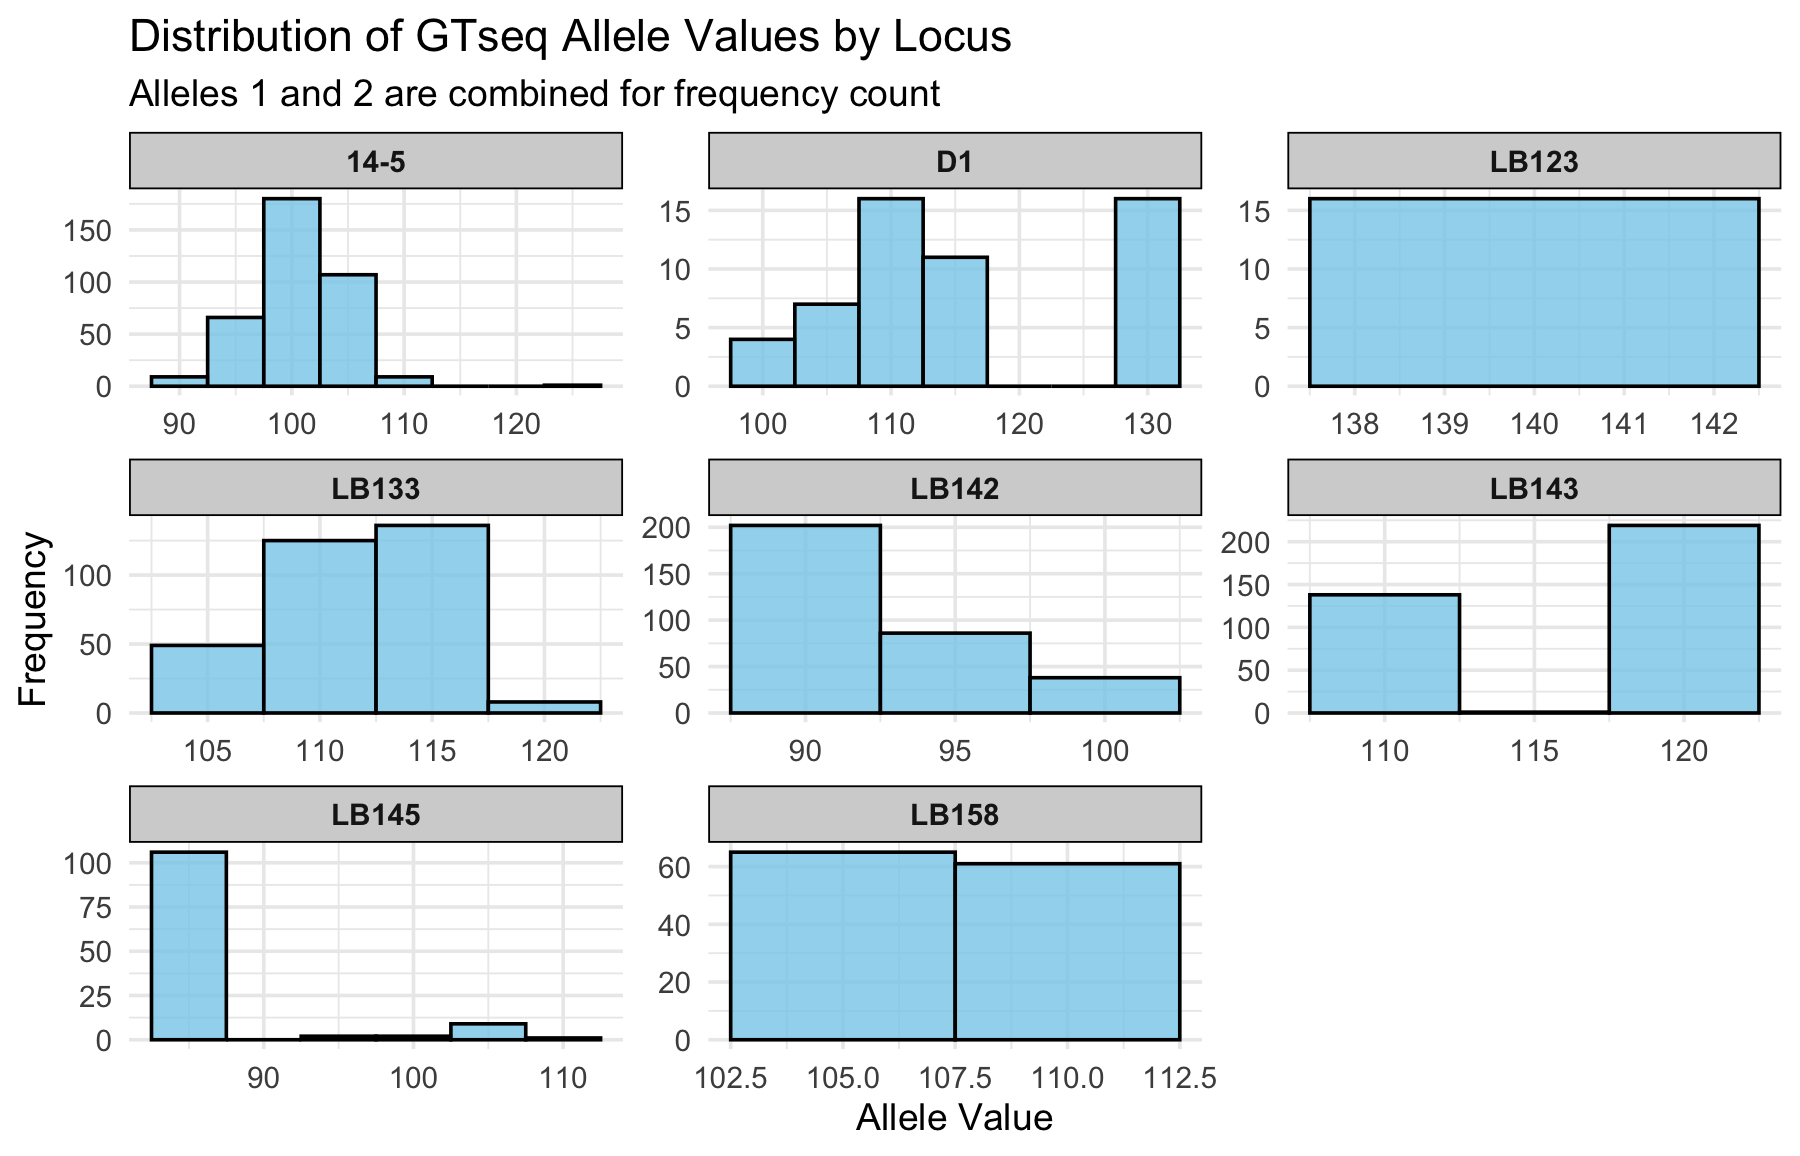 Distribution of GTseq Allele Values by Locus
Alleles 1 and 2 are combined for frequency count
14-5
150
100
50
0
90 100 110 120
D1
15
10
5
0
100 110 120 130
LB123
15
10
5
0
138 139 140 141 142
LB133
100
50
0
105 110 115 120
LB142
200
150
100
50
0
90 95 100
LB143
200
150
100
50
0
110 115 120
LB145
100
75
50
25
0
90 100 110
LB158
60
40
20
0
102.5 105.0 107.5 110.0 112.5
Frequency
Allele Value